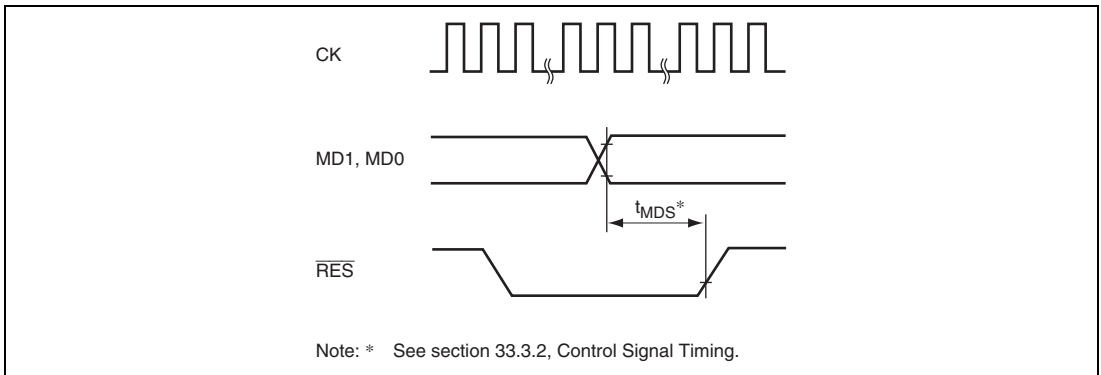 CK
MD1, MD0
tMDS*
RES
Note: * See section 33.3.2, Control Signal Timing.